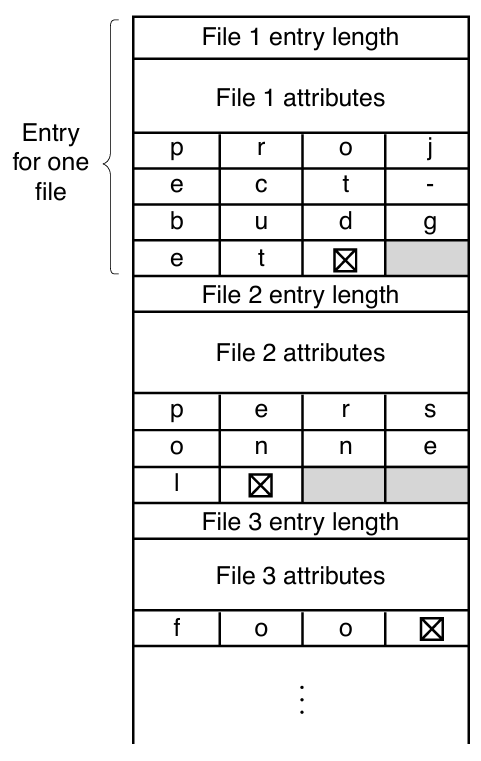 File 1 entry length
File 1 attributes
Entry
for one
file
p r o j
e c t -
b u d g
e t ☒
File 2 entry length
File 2 attributes
p e r s
o n n e
l ☒
File 3 entry length
File 3 attributes
f o o ☒
⋮